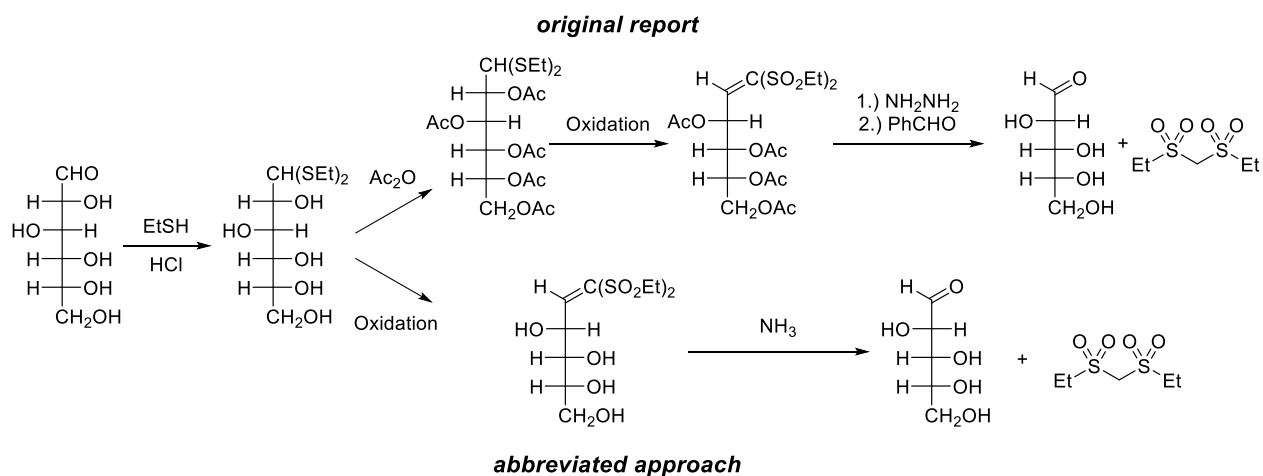 original report
CH(SEt)2
H OAc
AcO H
H OAc
H OAc
CH2OAc
Oxidation
H C(SO2Et)2
AcO H
H OAc
H OAc
CH2OAc
1.) NH2NH2
2.) PhCHO
H O
HO H
H OH
H OH
CH2OH
+
O O O O
S S
Et Et
CHO
H OH
HO H
H OH
H OH
CH2OH
EtSH
HCl
CH(SEt)2
H OH
HO H
H OH
H OH
CH2OH
Ac2O
Oxidation
H C(SO2Et)2
HO H
H OH
H OH
CH2OH
NH3
H O
HO H
H OH
H OH
CH2OH
+
O O O O
S S
Et Et
abbreviated approach